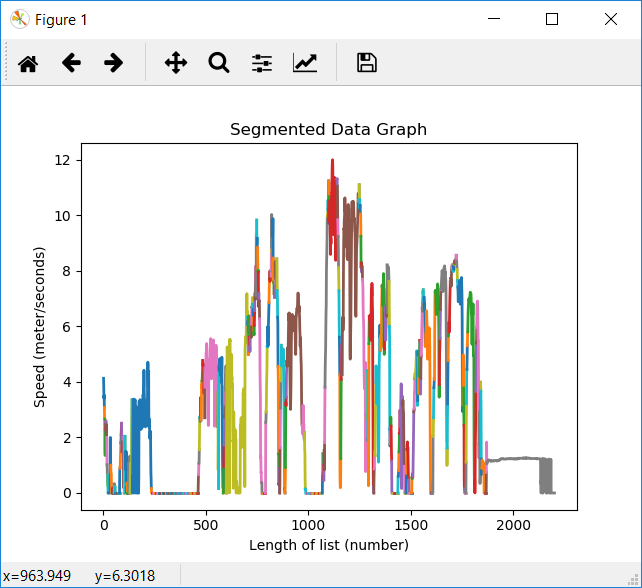 Figure 1
Segmented Data Graph
12
10
8
6
4
2
0
Speed (meter/seconds)
0 500 1000 1500 2000
Length of list (number)
x=963.949 y=6.3018